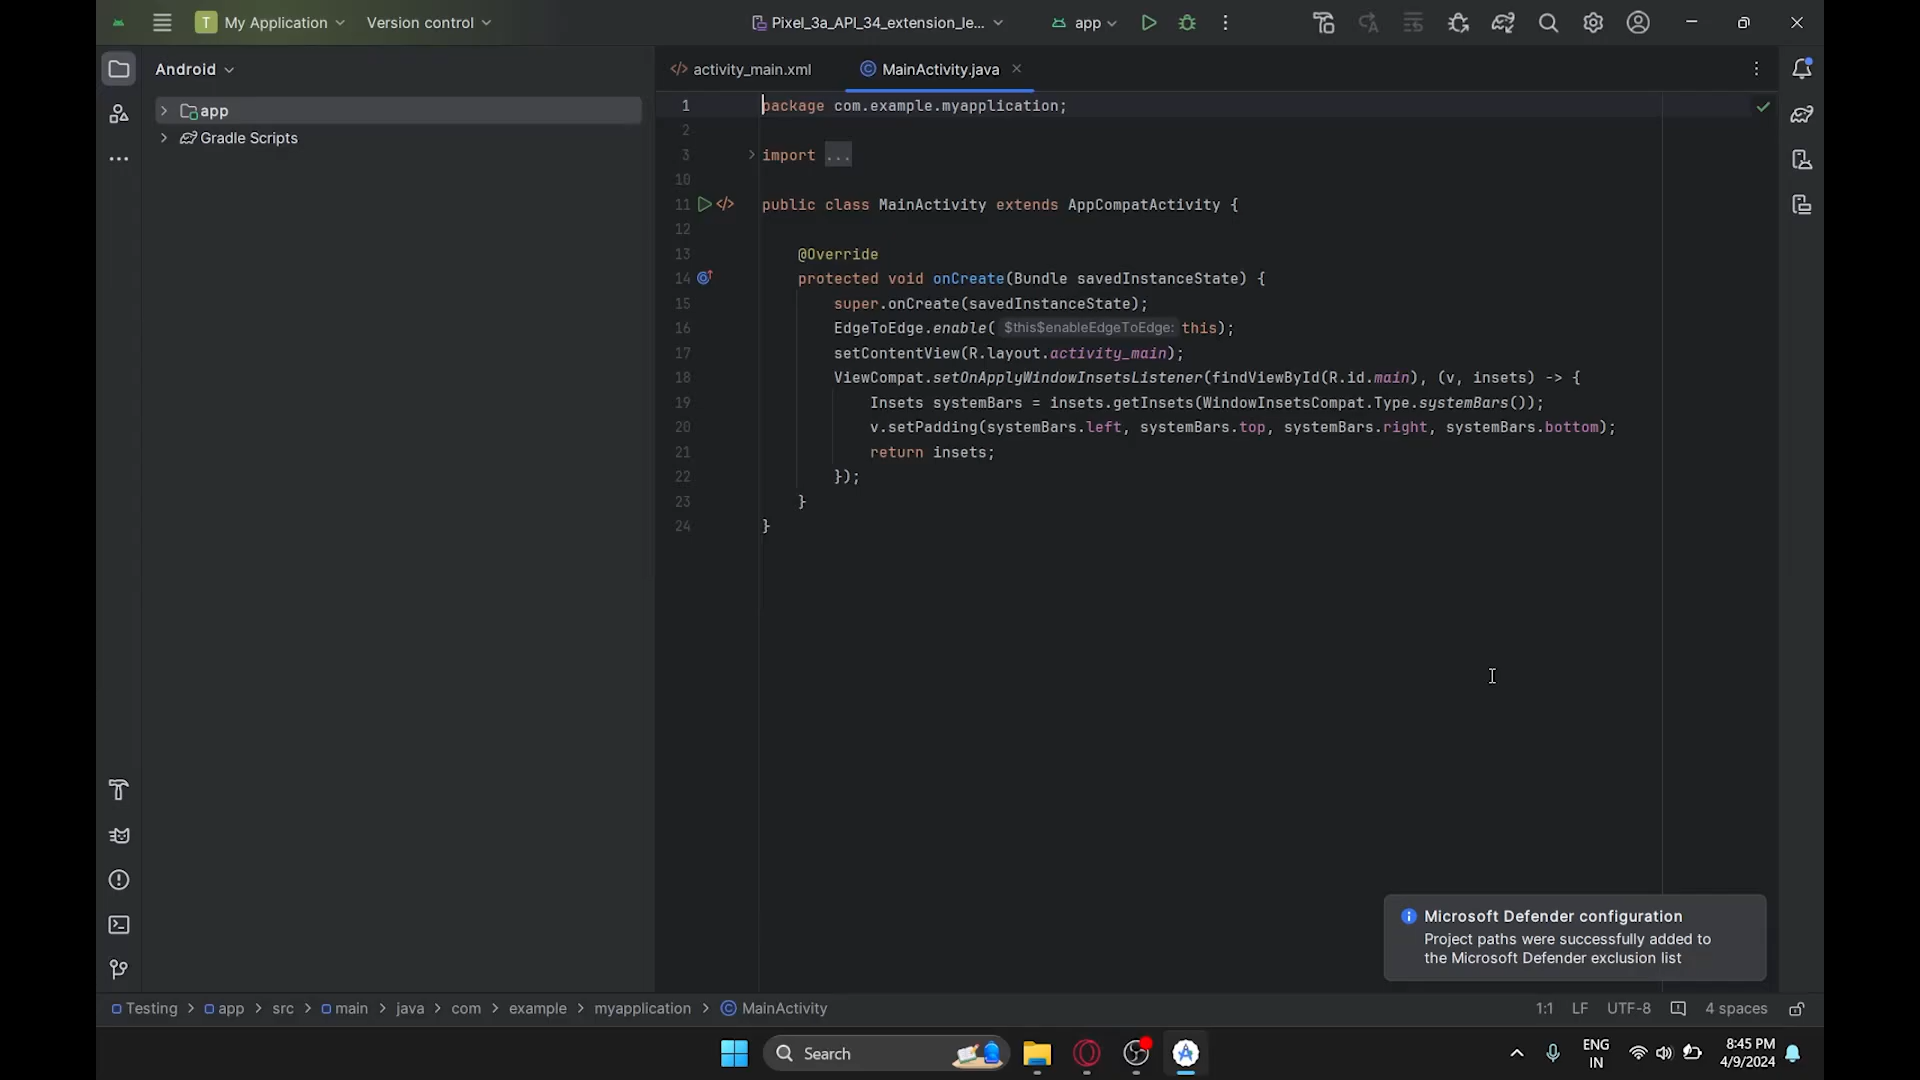 T My Application
Version control
Pixel_3a_API_34_extension_le...
app
Android
activity_main.xml
MainActivity.java
app
Gradle Scripts
1 package com.example.myapplication;
2
3 import ...
10
11 public class MainActivity extends AppCompatActivity {
12
13 @Override
14 protected void onCreate(Bundle savedInstanceState) {
15 super.onCreate(savedInstanceState);
16 EdgeToEdge.enable( $this$enableEdgeToEdge: this);
17 setContentView(R.layout.activity_main);
18 ViewCompat.setOnApplyWindowInsetsListener(findViewById(R.id.main), (v, insets) -> {
19 Insets systemBars = insets.getInsets(WindowInsetsCompat.Type.systemBars());
20 v.setPadding(systemBars.left, systemBars.top, systemBars.right, systemBars.bottom);
21 return insets;
22 });
23 }
24 }
Microsoft Defender configuration
Project paths were successfully added to
the Microsoft Defender exclusion list
Testing > app > src > main > java > com > example > myapplication > MainActivity
1:1 LF UTF-8 4 spaces
Search
ENG
IN
8:45 PM
4/9/2024